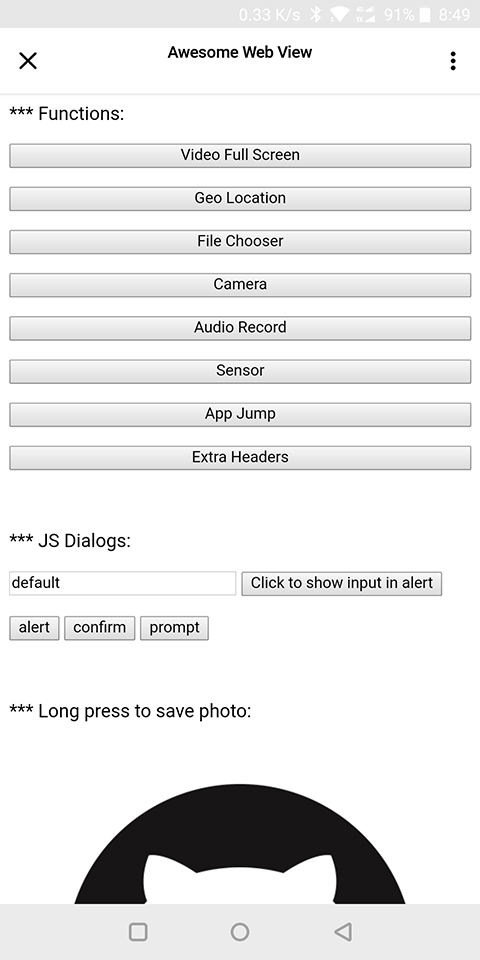 0.33 K/s 91% 8:49
Awesome Web View
*** Functions:
Video Full Screen
Geo Location
File Chooser
Camera
Audio Record
Sensor
App Jump
Extra Headers
*** JS Dialogs:
default Click to show input in alert
alert confirm prompt
*** Long press to save photo: